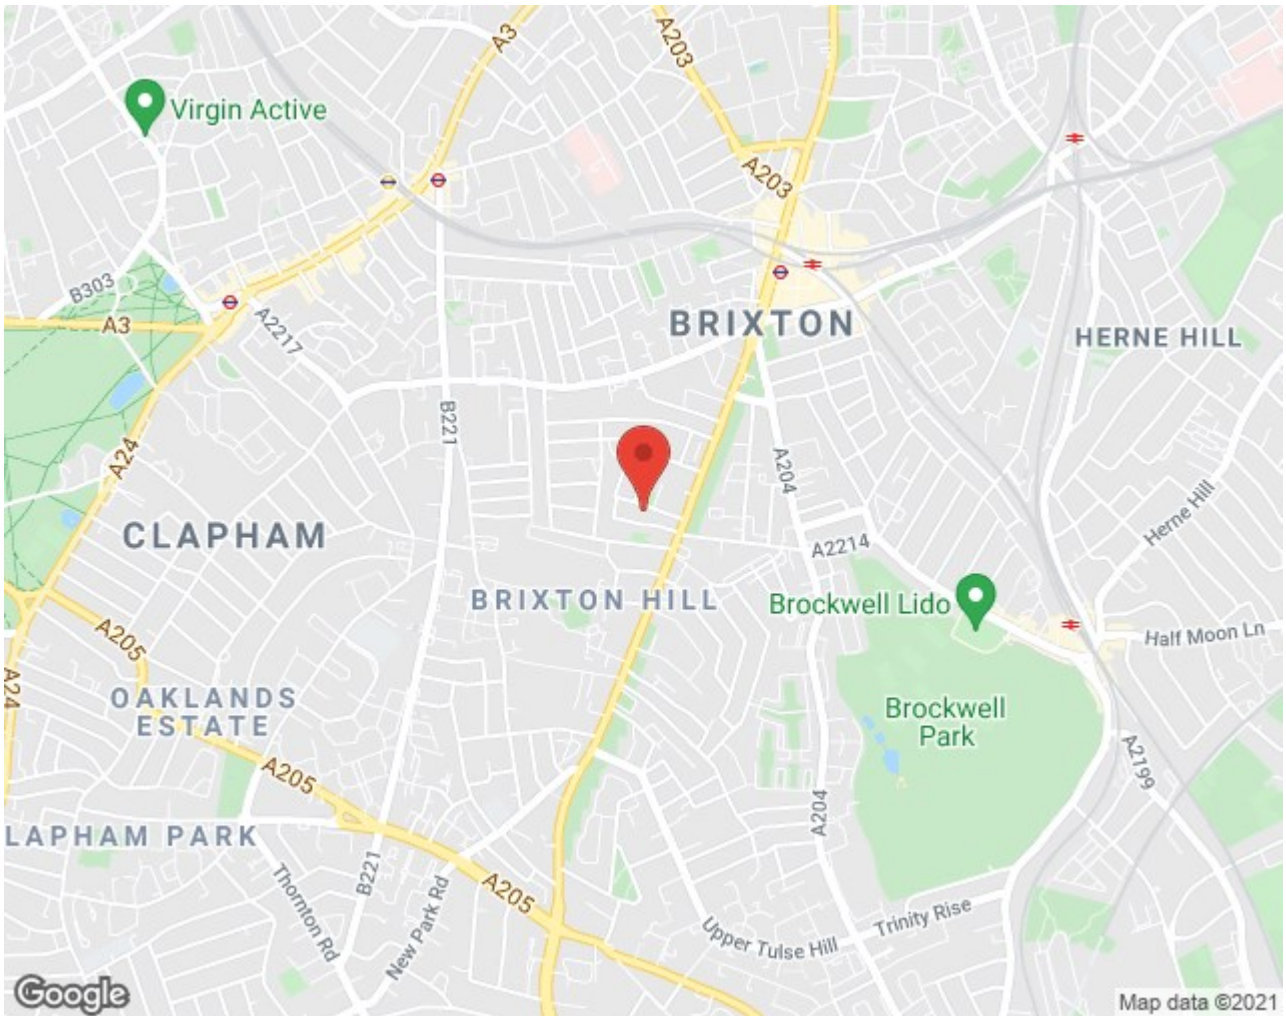 A3
A203
Virgin Active
A203
B303
A3
A2217
BRIXTON
HERNE HILL
B221
A24
A204
CLAPHAM
Herne Hill
A2214
BRIXTON HILL
Brockwell Lido
A205
Half Moon Ln
A24
OAKLANDS
ESTATE
Brockwell
Park
A205
A2199
A204
LAPHAM PARK
B221
Thornton Rd
New Park Rd
A205
Trinity Rise
Upper Tulse Hill
Google
Map data ©2021